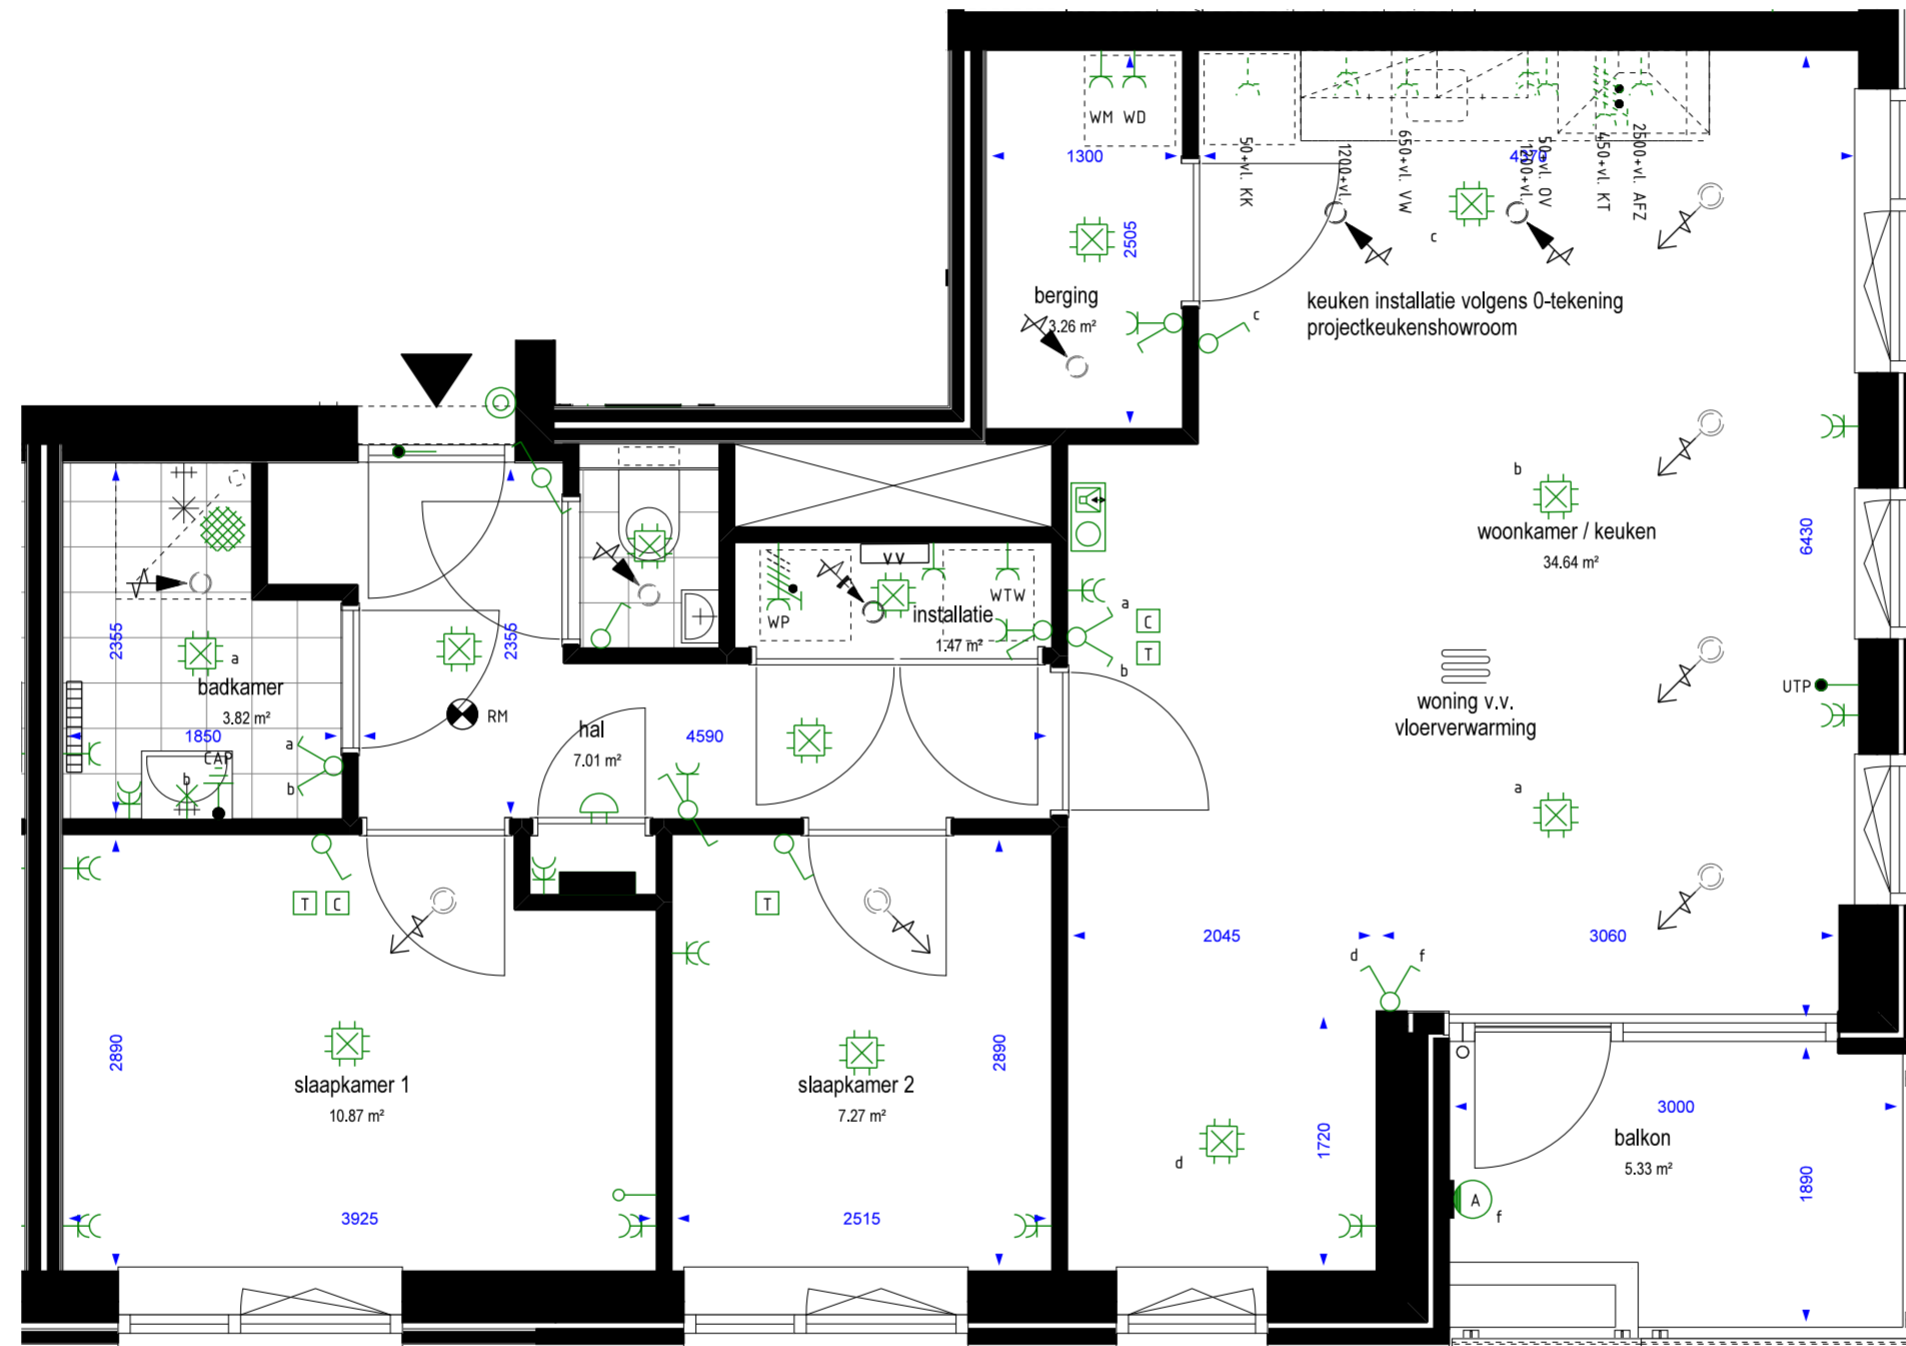 WM WD
1300
4570
50+vl. KK
1200+vl.
650+vl. VW
1200+vl.
50+vl. OV
450+vl. KT
2500+vl. AFZ
c
2505
berging
3.26 m²
c
keuken installatie volgens 0-tekening
projectkeukenshowroom
b
woonkamer / keuken
34.64 m²
6430
VV
WTW
WP
installatie
1.47 m²
a
C
T
b
2355
2355
a
badkamer
3.82 m²
RM
1850
CAP
b
a
b
hal
7.01 m²
4590
woning v.v.
vloerverwarming
UTP
a
T C
T
2045
3060
d f
2890
2890
slaapkamer 1
10.87 m²
slaapkamer 2
7.27 m²
d
1720
3000
balkon
5.33 m²
1890
A
f
3925
2515